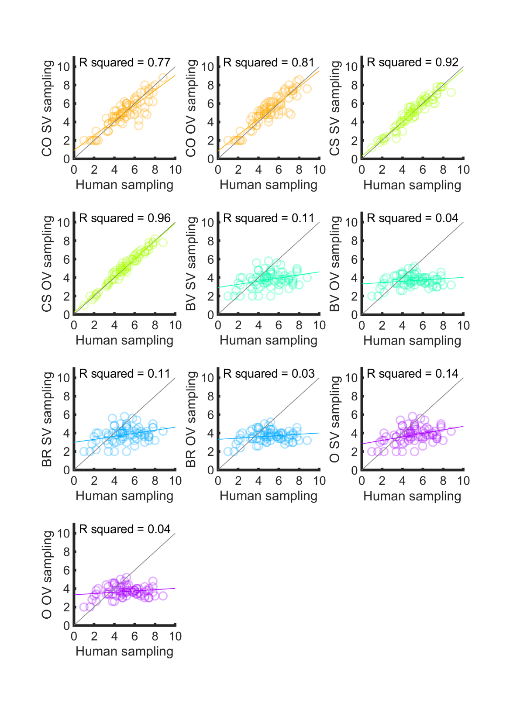 R squared = 0.77
10
8
6
4
2
0
CO SV sampling
0 2 4 6 8 10
Human sampling
R squared = 0.81
10
8
6
4
2
0
CO OV sampling
0 2 4 6 8 10
Human sampling
R squared = 0.92
10
8
6
4
2
0
CS SV sampling
0 2 4 6 8 10
Human sampling
R squared = 0.96
10
8
6
4
2
0
CS OV sampling
0 2 4 6 8 10
Human sampling
R squared = 0.11
10
8
6
4
2
0
BV SV sampling
0 2 4 6 8 10
Human sampling
R squared = 0.04
10
8
6
4
2
0
BV OV sampling
0 2 4 6 8 10
Human sampling
R squared = 0.11
10
8
6
4
2
0
BR SV sampling
0 2 4 6 8 10
Human sampling
R squared = 0.03
10
8
6
4
2
0
BR OV sampling
0 2 4 6 8 10
Human sampling
R squared = 0.14
10
8
6
4
2
0
O SV sampling
0 2 4 6 8 10
Human sampling
R squared = 0.04
10
8
6
4
2
0
O OV sampling
0 2 4 6 8 10
Human sampling